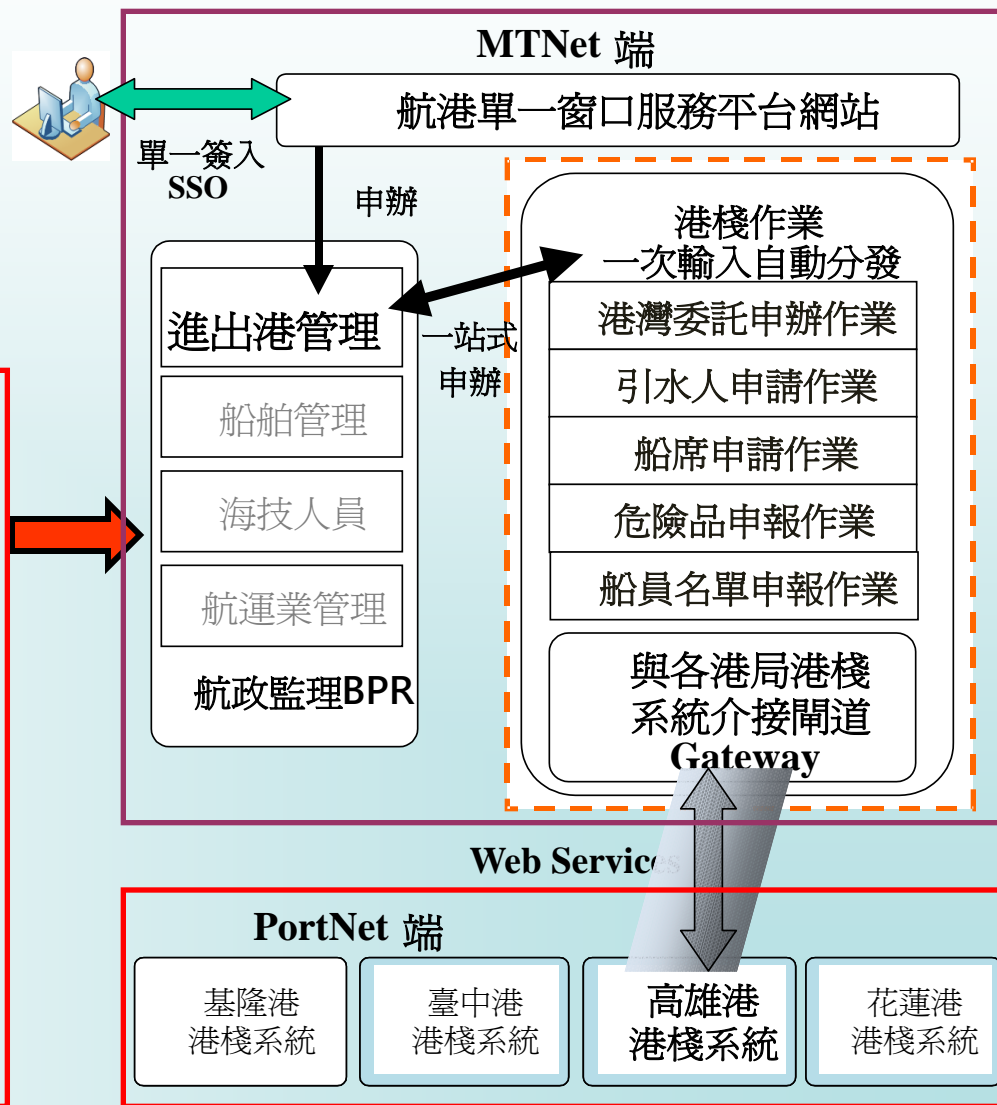 MTNet 端
航港單一窗口服務平台網站
單一簽入
SSO
申辦
進出港管理
船舶管理
海技人員
航運業管理
航政監理BPR
一站式
申辦
港棧作業
一次輸入自動分發
港灣委託申辦作業
引水人申請作業
船席申請作業
危險品申報作業
船員名單申報作業
與各港局港棧
系統介接閘道
Gateway
Web Services
PortNet 端
基隆港
港棧系統
臺中港
港棧系統
高雄港
港棧系統
花蓮港
港棧系統